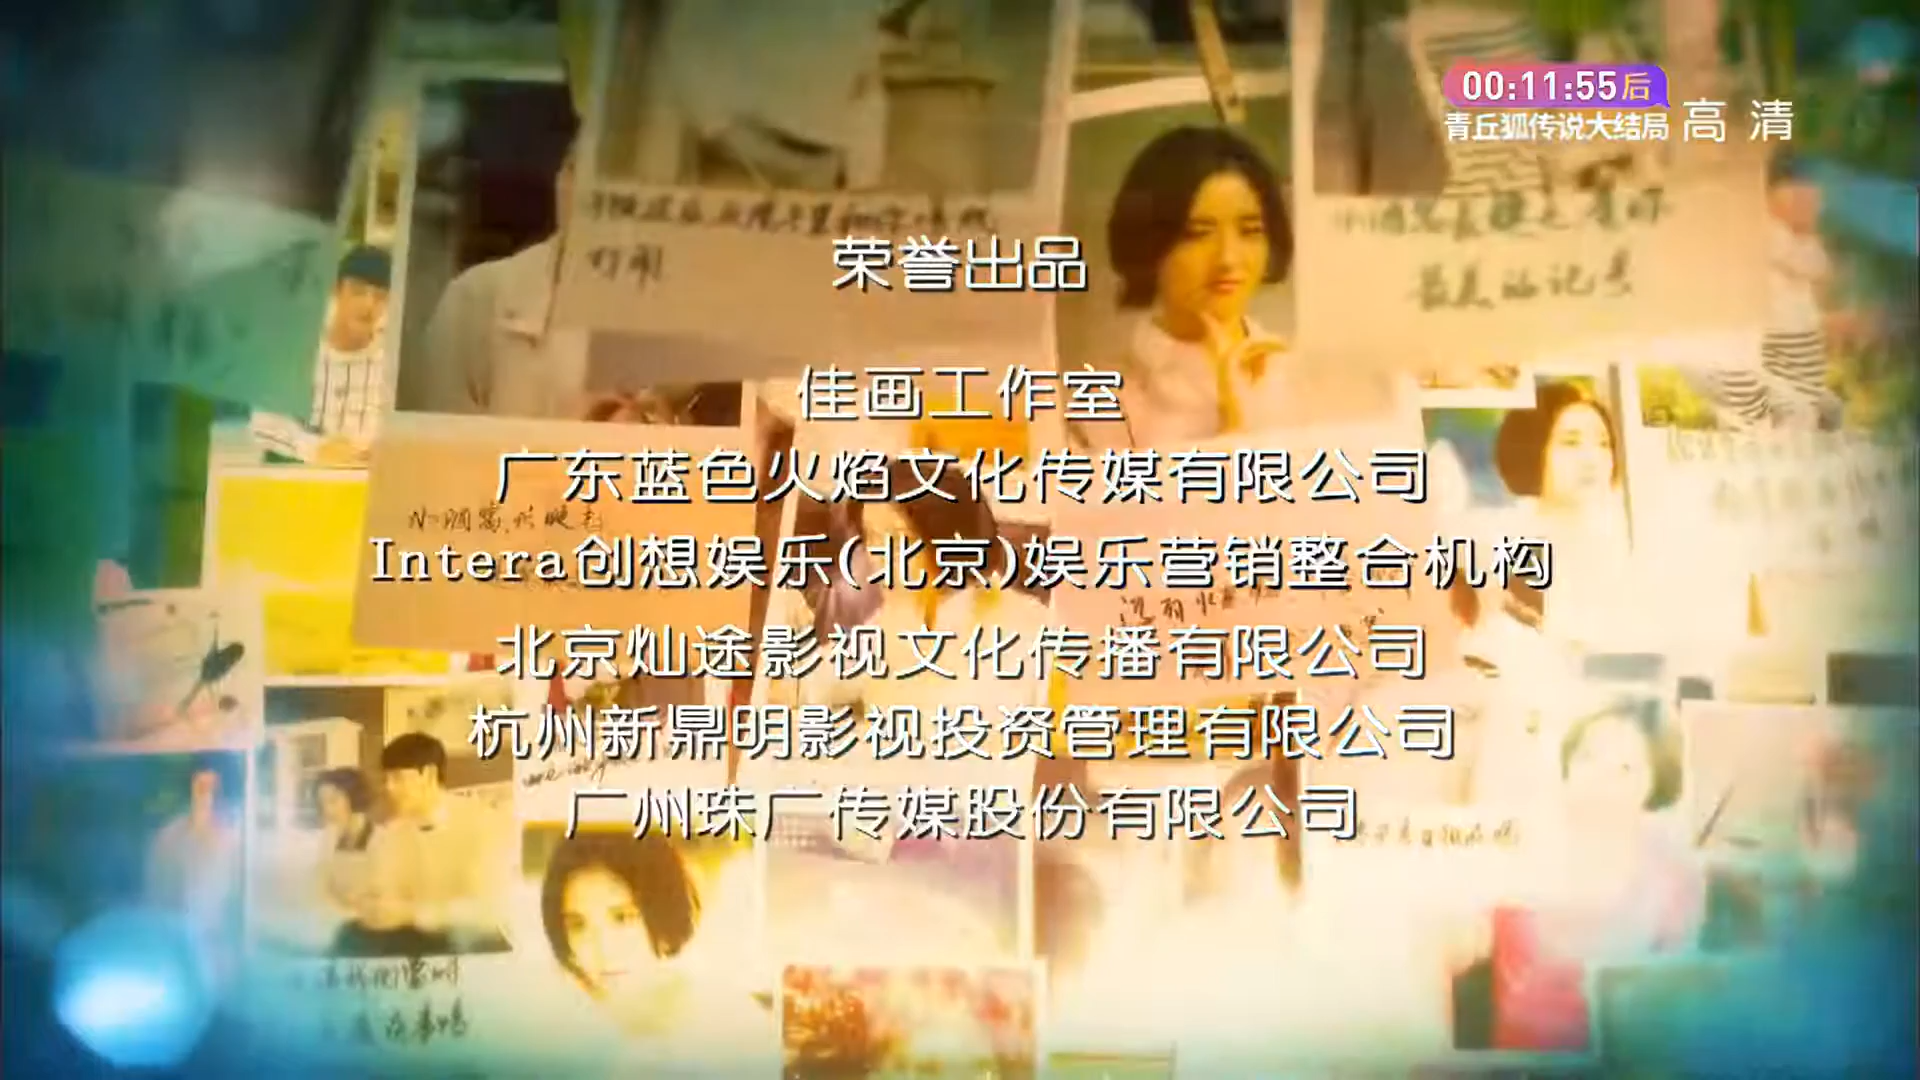 00:11:55后
青丘狐传说大结局
高清
荣誉出品
最美的记号
佳画工作室
广东蓝色火焰文化传媒有限公司
Intera创想娱乐(北京)娱乐营销整合机构
北京灿途影视文化传播有限公司
杭州新鼎明影视投资管理有限公司
广州珠广传媒股份有限公司